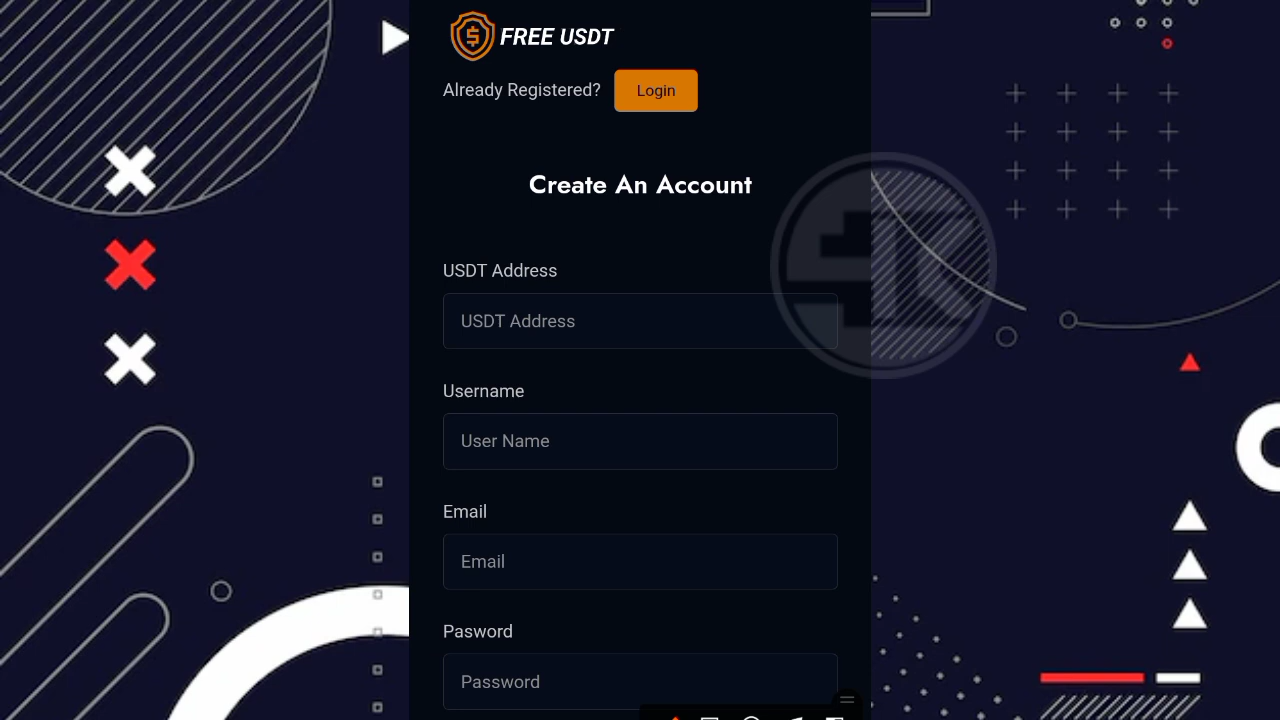 FREE USDT
Already Registered? Login
Create An Account
USDT Address
USDT Address
Username
User Name
Email
Email
Pasword
Password